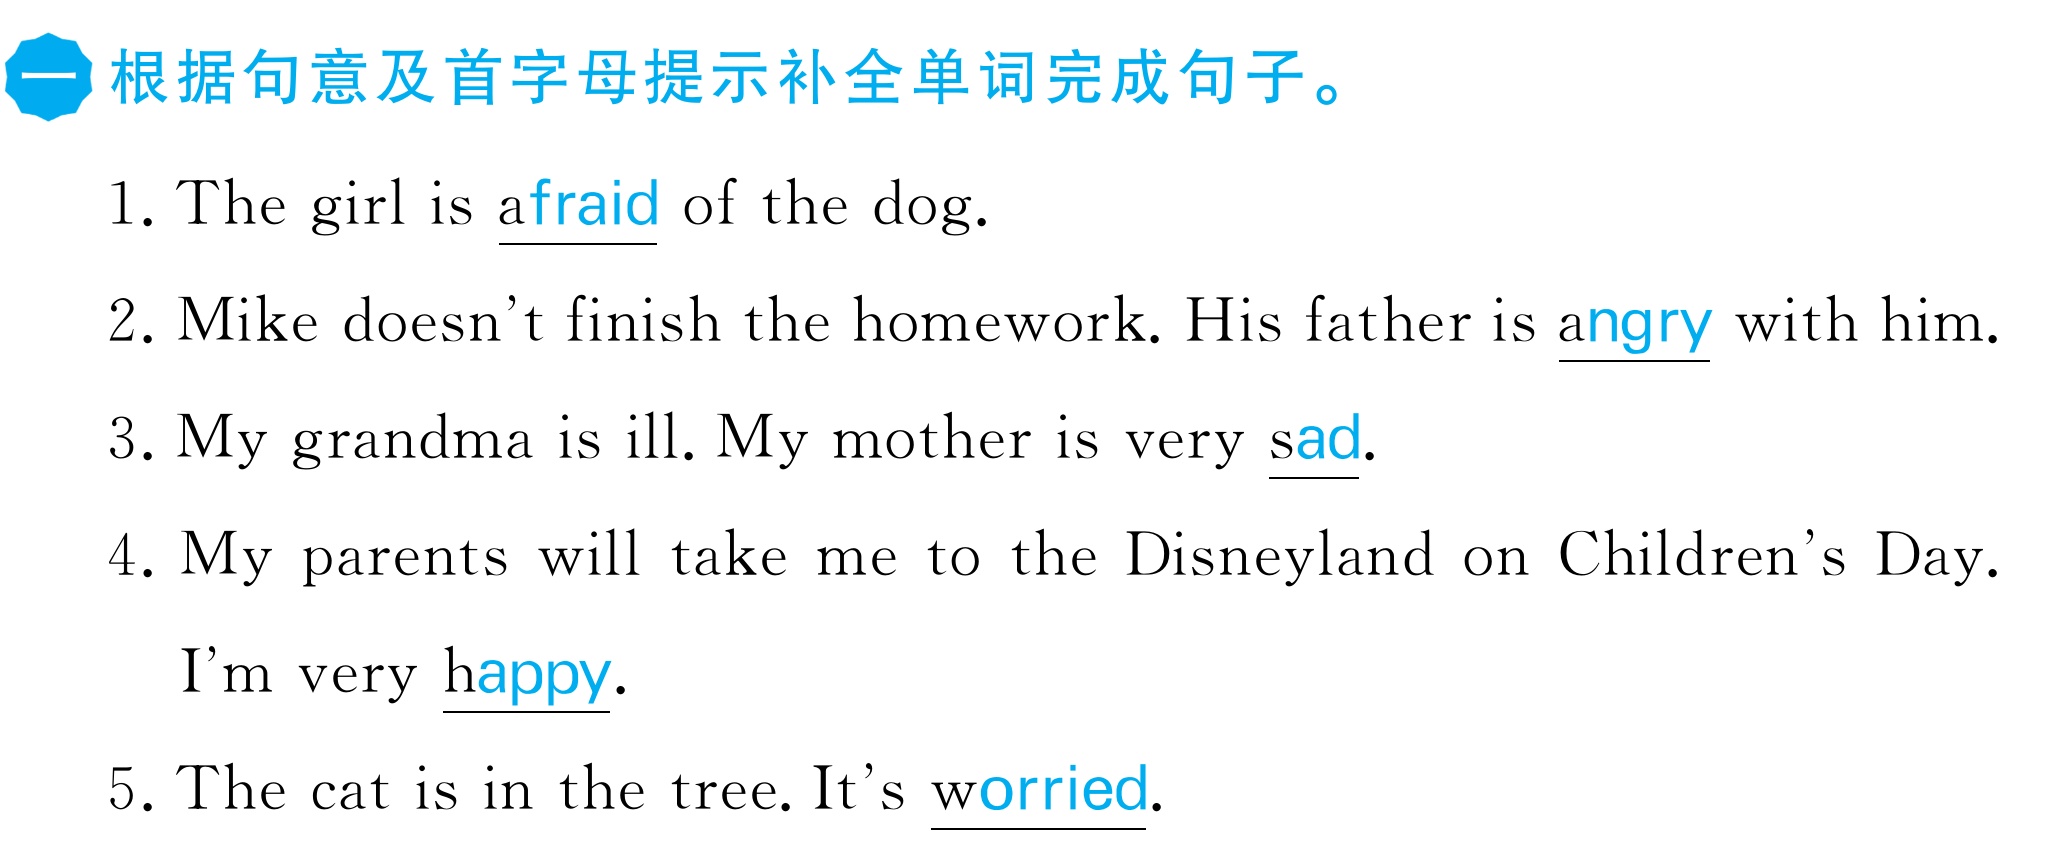 一 根据句意及首字母提示补全单词完成句子。
1. The girl is afraid of the dog.
2. Mike doesn’t finish the homework. His father is angry with him.
3. My grandma is ill. My mother is very sad.
4. My parents will take me to the Disneyland on Children’s Day.
I’m very happy.
5. The cat is in the tree. It’s worried.